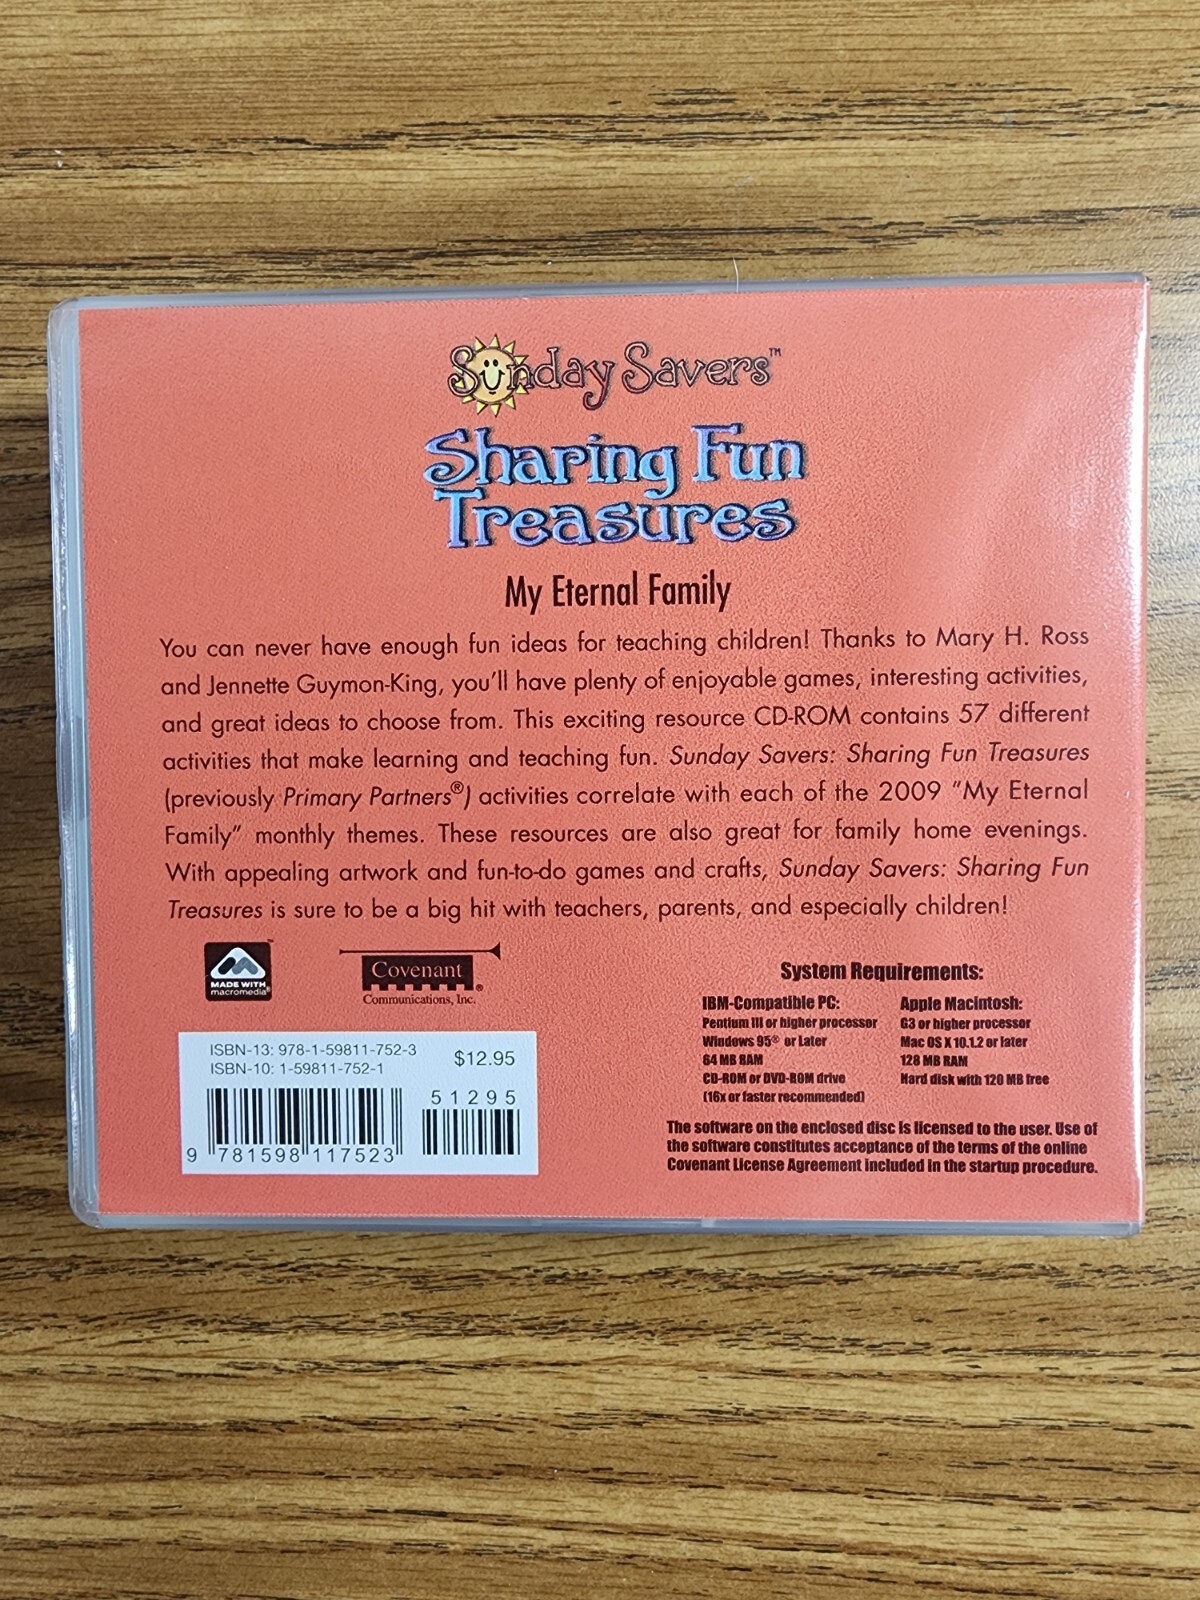 Sunday Savers™
Sharing Fun
Treasures
My Eternal Family
You can never have enough fun ideas for teaching children! Thanks to Mary H. Ross
and Jennette Guymon-King, you'll have plenty of enjoyable games, interesting activities,
and great ideas to choose from. This exciting resource CD-ROM contains 57 different
activities that make learning and teaching fun. Sunday Savers: Sharing Fun Treasures
(previously Primary Partners®) activities correlate with each of the 2009 “My Eternal
Family” monthly themes. These resources are also great for family home evenings.
With appealing artwork and fun-to-do games and crafts, Sunday Savers: Sharing Fun
Treasures is sure to be a big hit with teachers, parents, and especially children!
MADE WITH
macromedia®
™
Covenant
Communications, Inc.®
ISBN-13: 978-1-59811-752-3
ISBN-10: 1-59811-752-1
$12.95
51295
9 781598 117523
System Requirements:
IBM-Compatible PC:
Pentium III or higher processor
Windows 95® or Later
64 MB RAM
CD-ROM or DVD-ROM drive
(16x or faster recommended)
Apple Macintosh:
G3 or higher processor
Mac OS X 10.1.2 or later
128 MB RAM
Hard disk with 120 MB free
The software on the enclosed disc is licensed to the user. Use of
the software constitutes acceptance of the terms of the online
Covenant License Agreement included in the startup procedure.